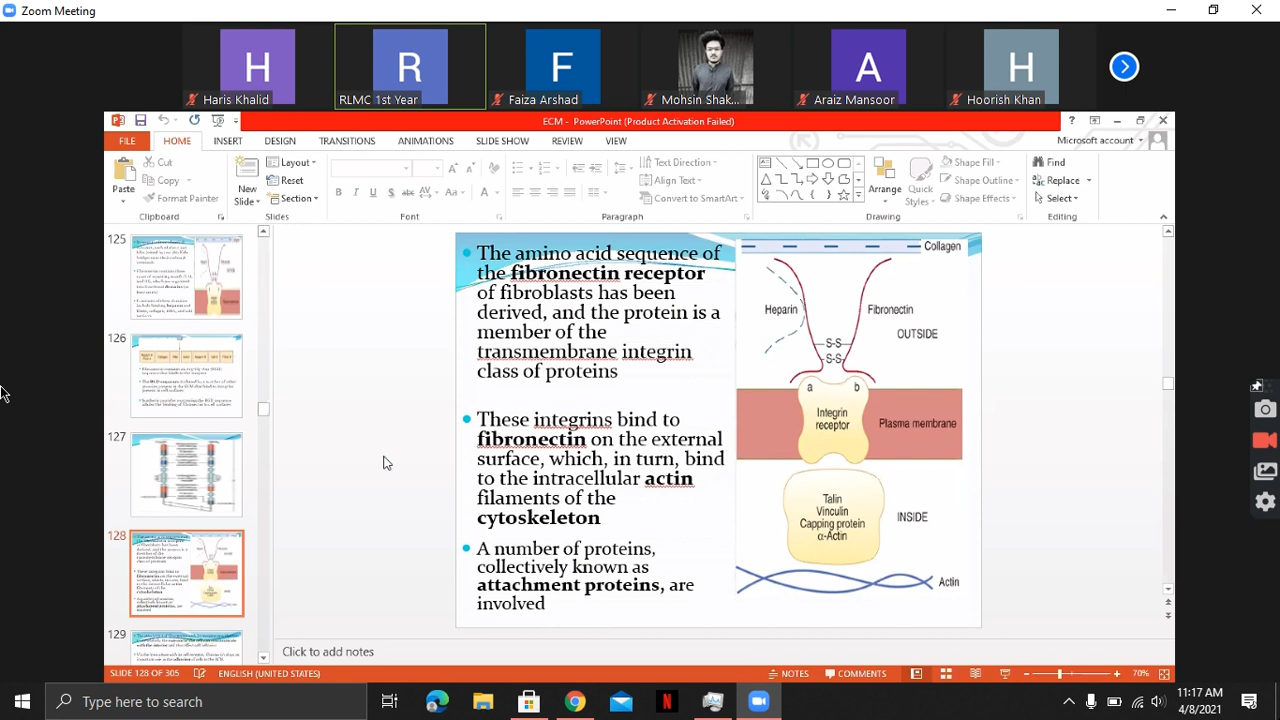 Zoom Meeting
H
R
F
A
H
Haris Khalid
RLMC 1st Year
Faiza Arshad
Mohsin Shak...
Araiz Mansoor
Hoorish Khan
ECM - PowerPoint (Product Activation Failed)
FILE
HOME
INSERT
DESIGN
TRANSITIONS
ANIMATIONS
SLIDE SHOW
REVIEW
VIEW
Microsoft account
Paste
Cut
Copy
Format Painter
Clipboard
New
Slide
Layout
Reset
Section
Slides
Font
Text Direction
Align Text
Convert to SmartArt
Paragraph
Arrange
Quick
Styles
Shape Fill
Shape Outline
Shape Effects
Drawing
Find
Replace
Select
Editing
125
126
127
128
129
• The amino acid sequence of
the fibronectin receptor
of fibroblasts has been
derived, and the protein is a
member of the
transmembrane integrin
class of proteins
• These integrins bind to
fibronectin on the external
surface, which, in turn, bind
to the intracellular actin
filaments of the
cytoskeleton
• A number of proteins,
collectively known as
attachment proteins, are
involved
Collagen
Heparin
Fibronectin
OUTSIDE
S-S
S-S
a
b
Integrin
receptor
Plasma membrane
Talin
Vinculin
Capping protein
α-Actin
INSIDE
Actin
Click to add notes
SLIDE 128 OF 305
ENGLISH (UNITED STATES)
NOTES
COMMENTS
70%
Type here to search
11:17 AM
4/8/2021